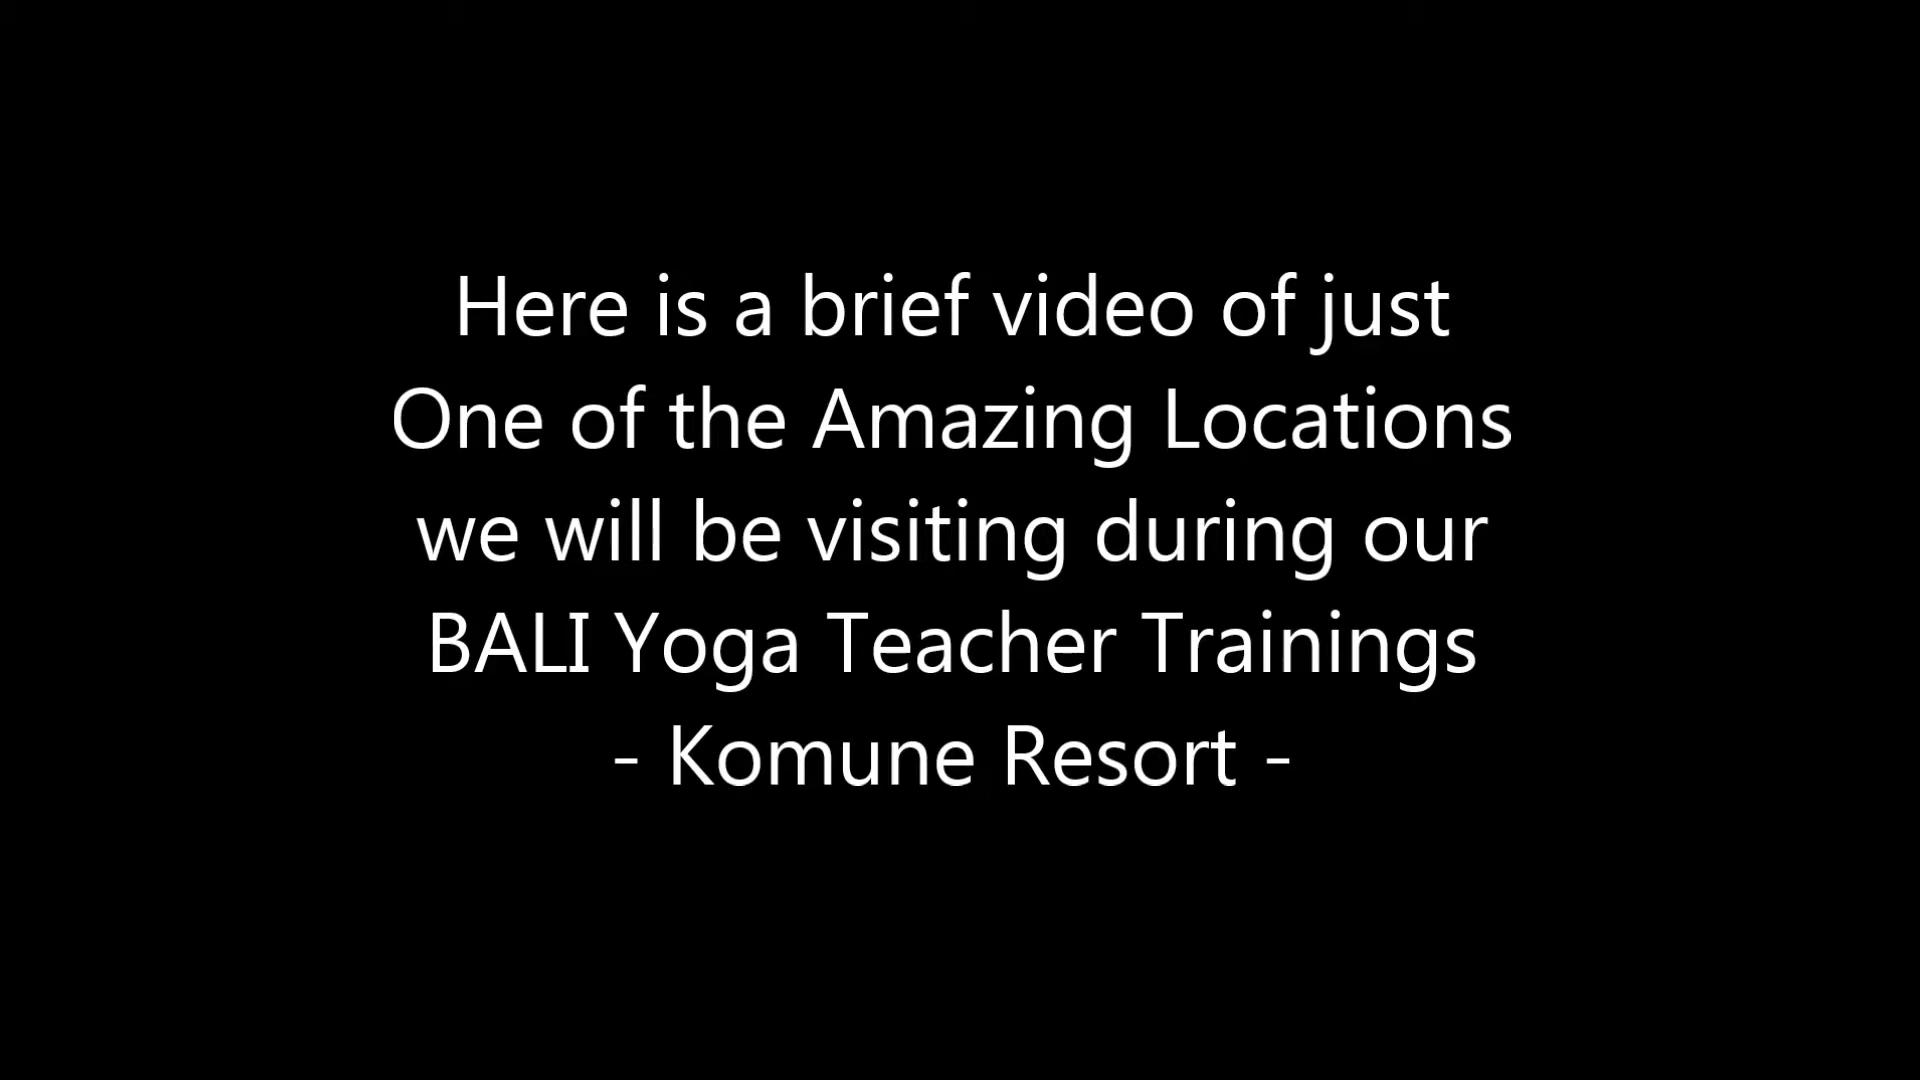 Here is a brief video of just
One of the Amazing Locations
we will be visiting during our
BALI Yoga Teacher Trainings
- Komune Resort -